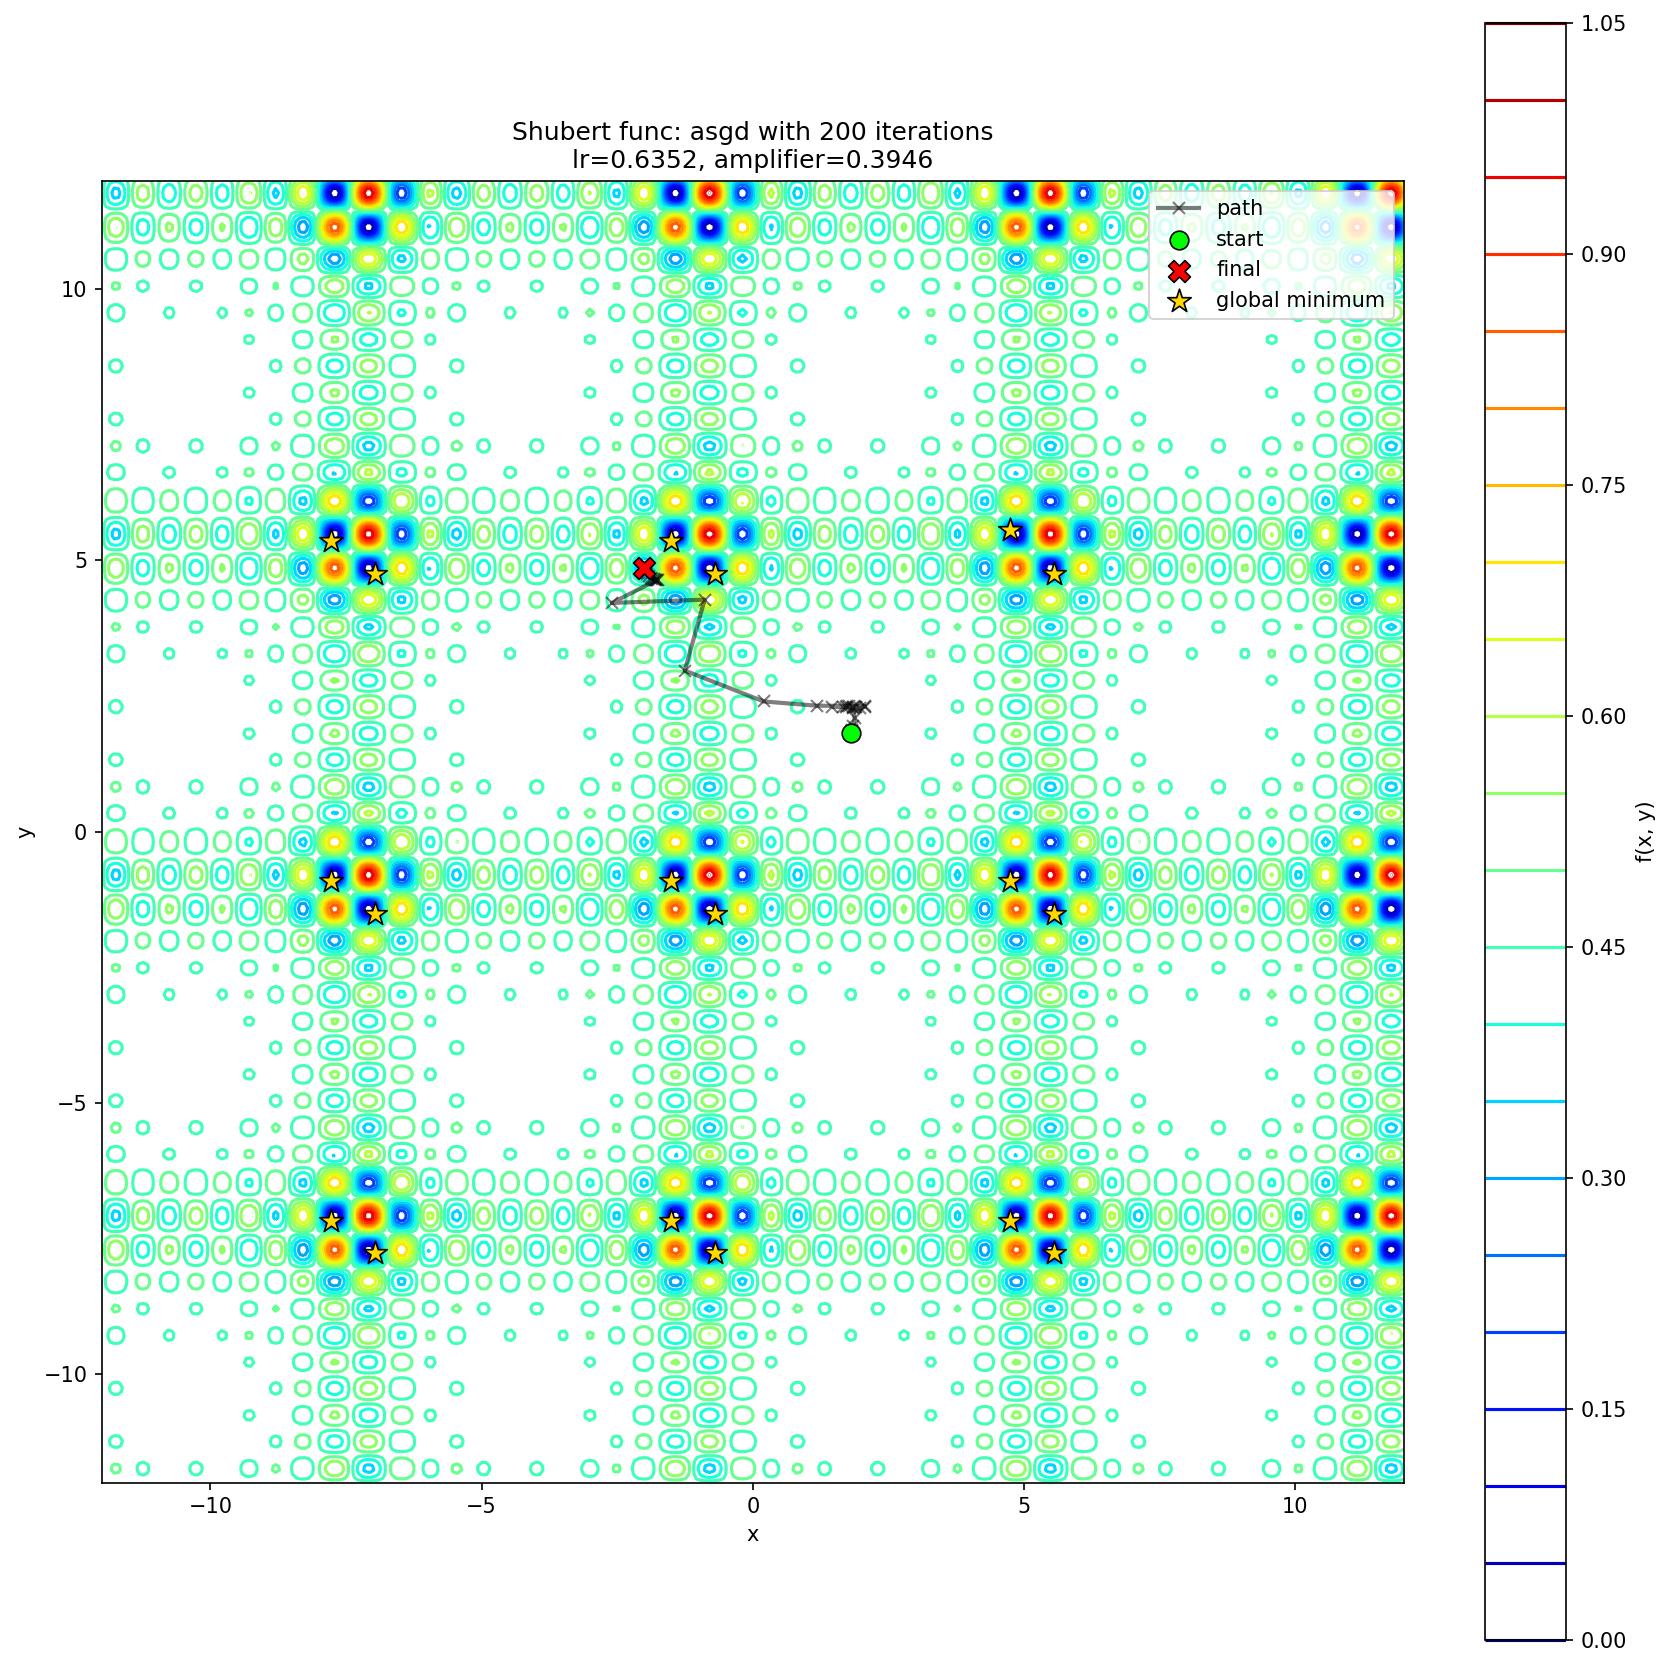 Shubert func: asgd with 200 iterations
lr=0.6352, amplifier=0.3946
path
start
final
global minimum
10
5
0
−5
−10
y
−10
−5
0
5
10
x
1.05
0.90
0.75
0.60
0.45
0.30
0.15
0.00
f(x, y)